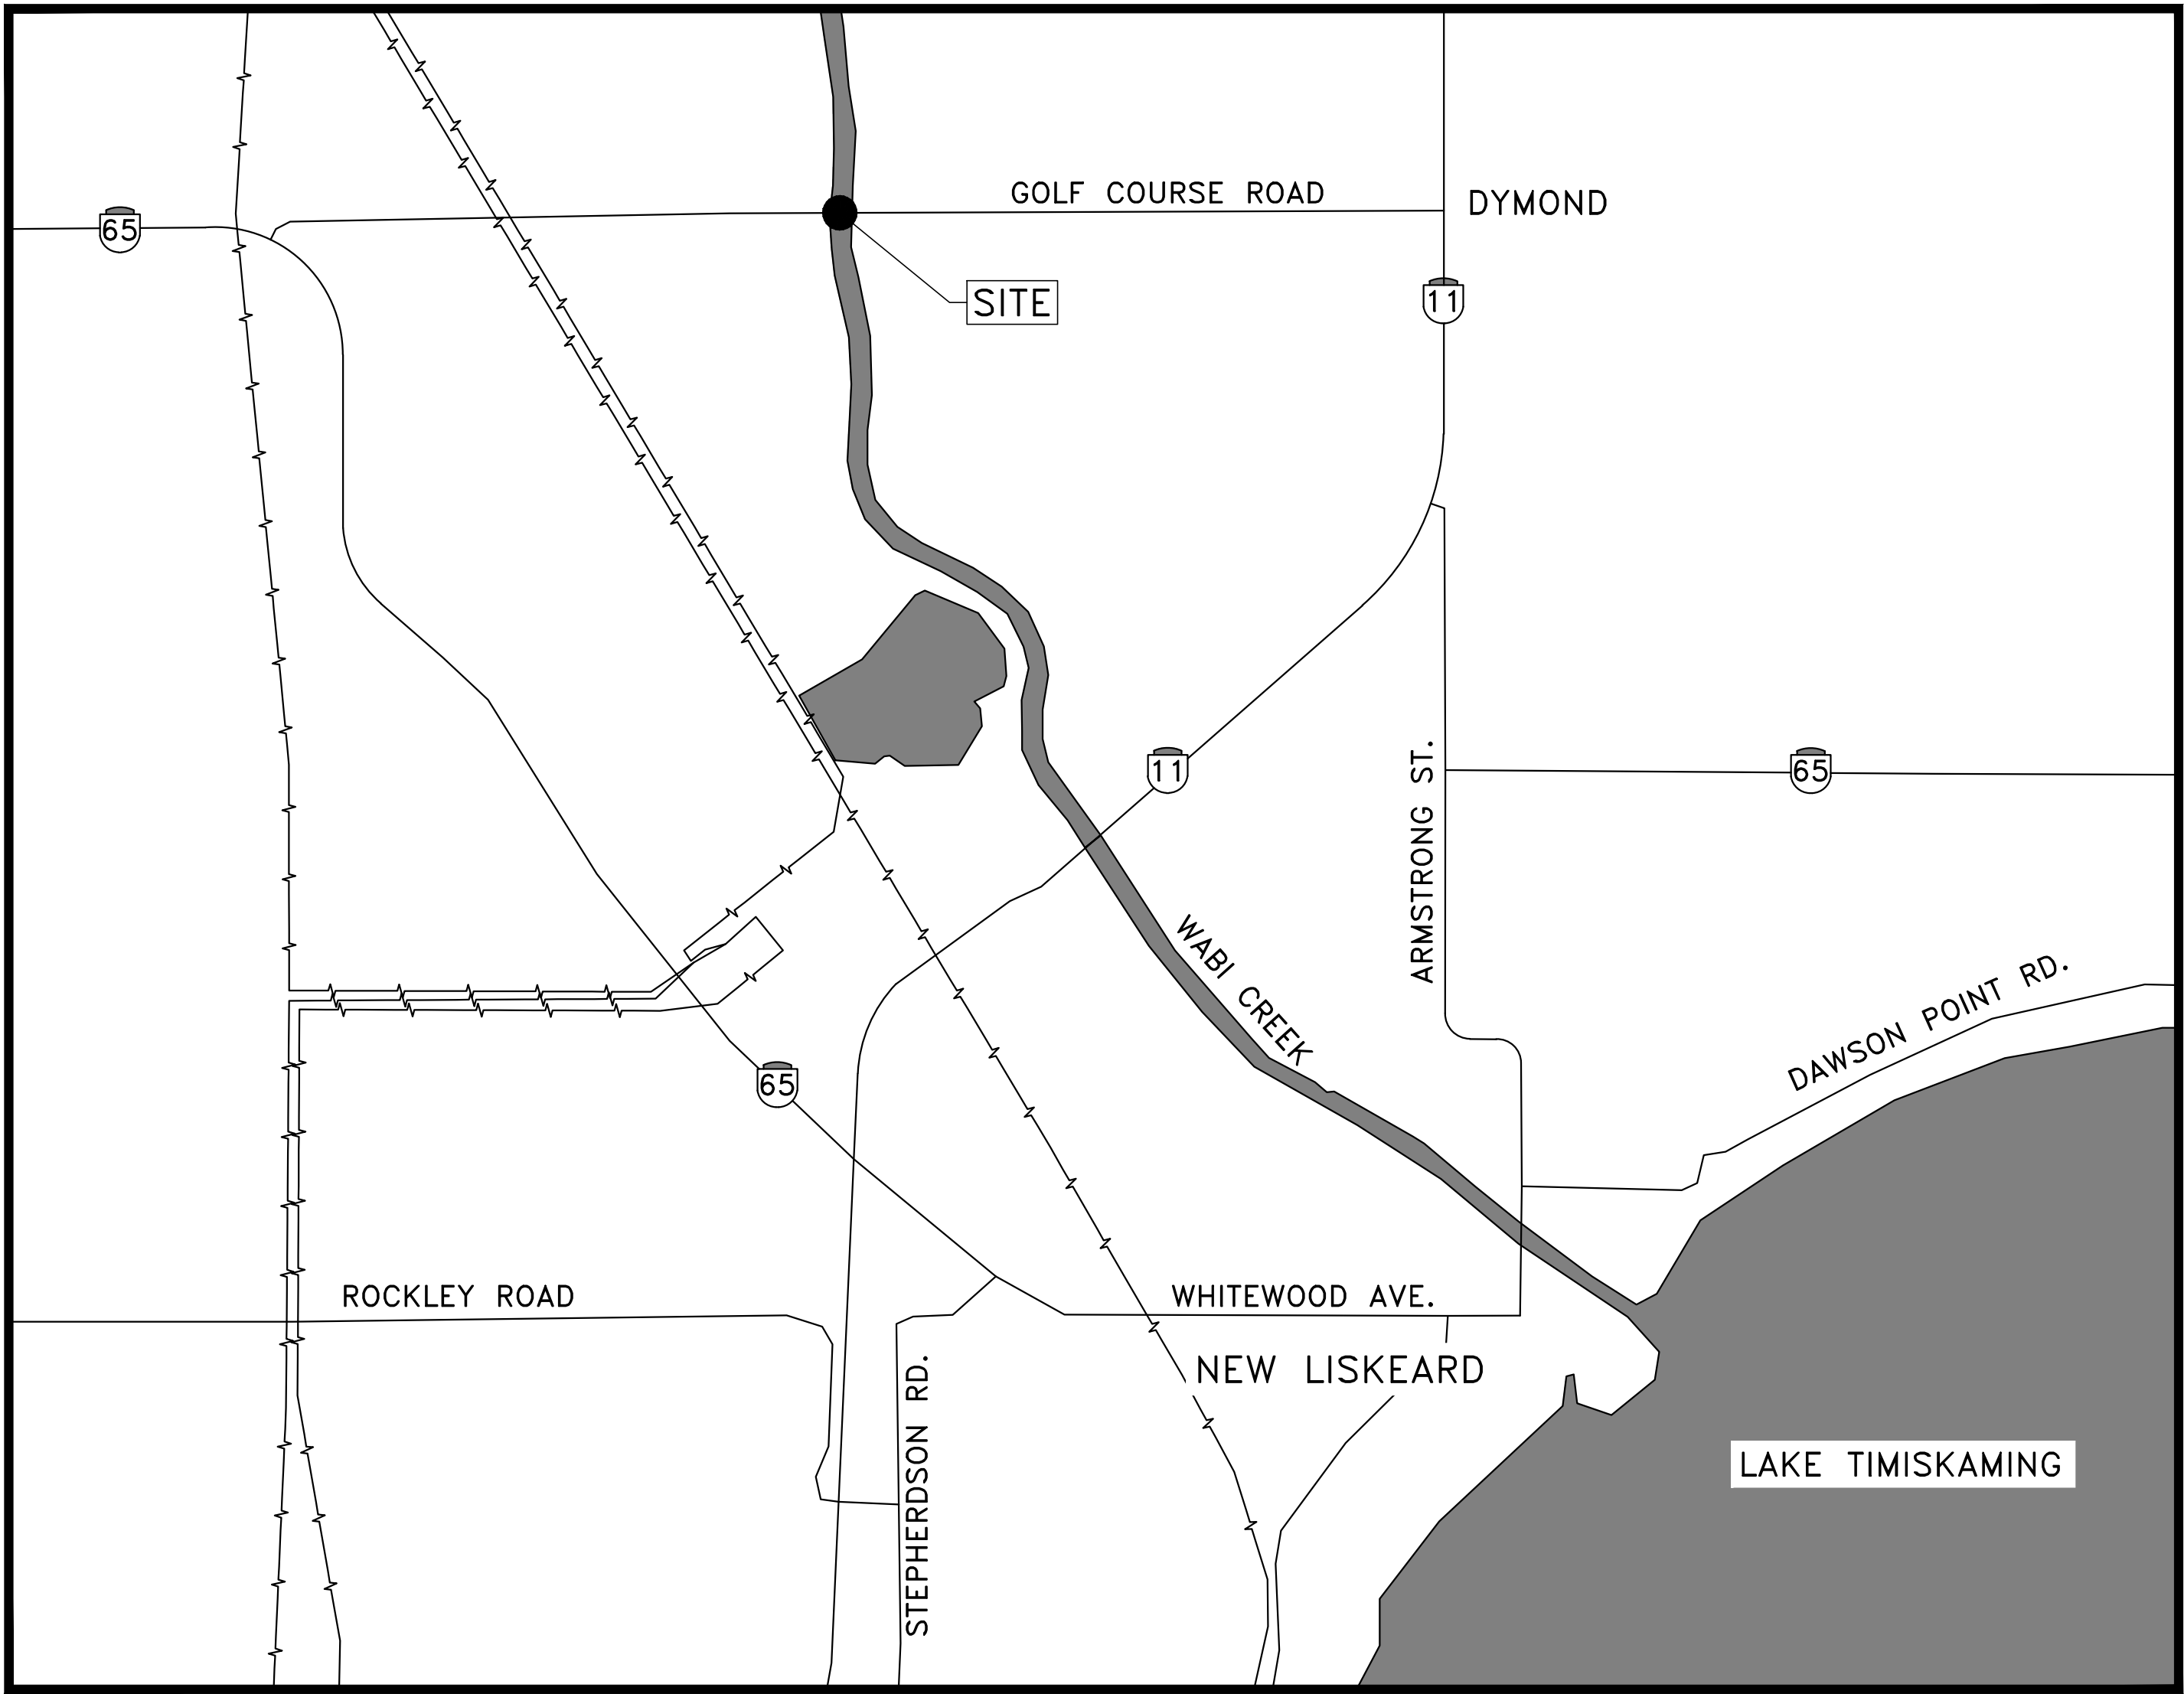 GOLF COURSE ROAD
DYMOND
65
SITE
11
11
65
ARMSTRONG ST.
WABI CREEK
DAWSON POINT RD.
65
ROCKLEY ROAD
WHITEWOOD AVE.
NEW LISKEARD
STEPHERDSON RD.
LAKE TIMISKAMING